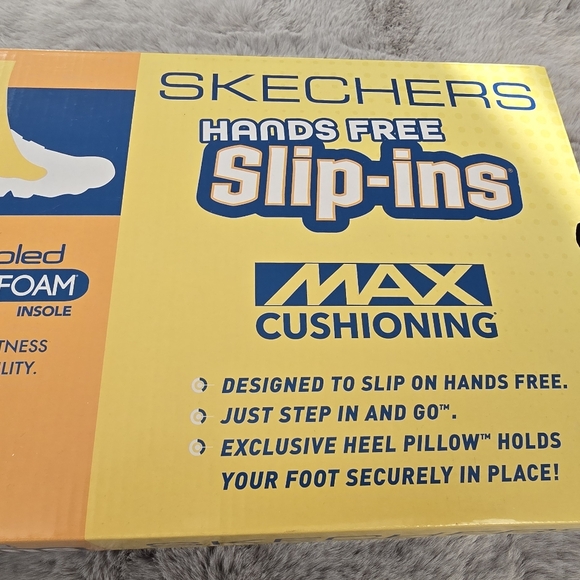 SKECHERS
HANDS FREE
Slip-ins®
MAX
CUSHIONING
DESIGNED TO SLIP ON HANDS FREE.
JUST STEP IN AND GO™.
EXCLUSIVE HEEL PILLOW™ HOLDS
YOUR FOOT SECURELY IN PLACE!
oled
FOAM
INSOLE
TNESS
LITY.